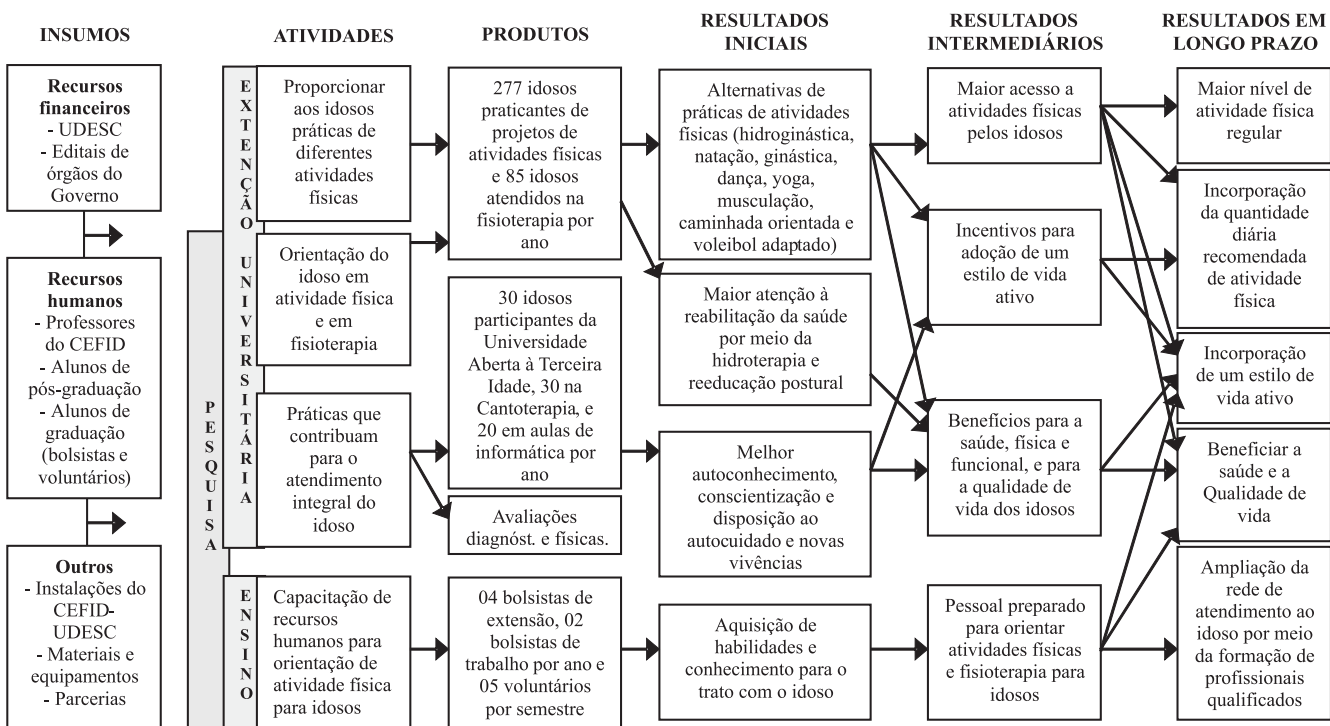 INSUMOS
ATIVIDADES
PRODUTOS
RESULTADOS
INICIAIS
RESULTADOS
INTERMEDIÁRIOS
RESULTADOS EM
LONGO PRAZO
Recursos
financeiros
- UDESC
- Editais de
órgãos do
Governo
Recursos
humanos
- Professores
do CEFID
- Alunos de
pós-graduação
- Alunos de
graduação
(bolsistas e
voluntários)
Outros
- Instalações do
CEFID-
UDESC
- Materiais e
equipamentos
- Parcerias
PESQUISA
EXTENÇÃO UNIVERSITÁRIA
ENSINO
Proporcionar
aos idosos
práticas de
diferentes
atividades
físicas
Orientação do
idoso em
atividade física
e em
fisioterapia
Práticas que
contribuam
para o
atendimento
integral do
idoso
Capacitação de
recursos
humanos para
orientação de
atividade física
para idosos
277 idosos
praticantes de
projetos de
atividades físicas
e 85 idosos
atendidos na
fisioterapia por
ano
30 idosos
participantes da
Universidade
Aberta à Terceira
Idade, 30 na
Cantoterapia, e
20 em aulas de
informática por
ano
Avaliações
diagnóst. e físicas.
04 bolsistas de
extensão, 02
bolsistas de
trabalho por ano e
05 voluntários
por semestre
Alternativas de
práticas de atividades
físicas (hidroginástica,
natação, ginástica,
dança, yoga,
musculação,
caminhada orientada e
voleibol adaptado)
Maior atenção à
reabilitação da saúde
por meio da
hidroterapia e
reeducação postural
Melhor
autoconhecimento,
conscientização e
disposição ao
autocuidado e novas
vivências
Aquisição de
habilidades e
conhecimento para o
trato com o idoso
Maior acesso a
atividades físicas
pelos idosos
Incentivos para
adoção de um
estilo de vida
ativo
Benefícios para a
saúde, física e
funcional, e para
a qualidade de
vida dos idosos
Pessoal preparado
para orientar
atividades físicas
e fisioterapia para
idosos
Maior nível de
atividade física
regular
Incorporação
da quantidade
diária
recomendada
de atividade
física
Incorporação
de um estilo de
vida ativo
Beneficiar a
saúde e a
Qualidade de
vida
Ampliação da
rede de
atendimento ao
idoso por meio
da formação de
profissionais
qualificados